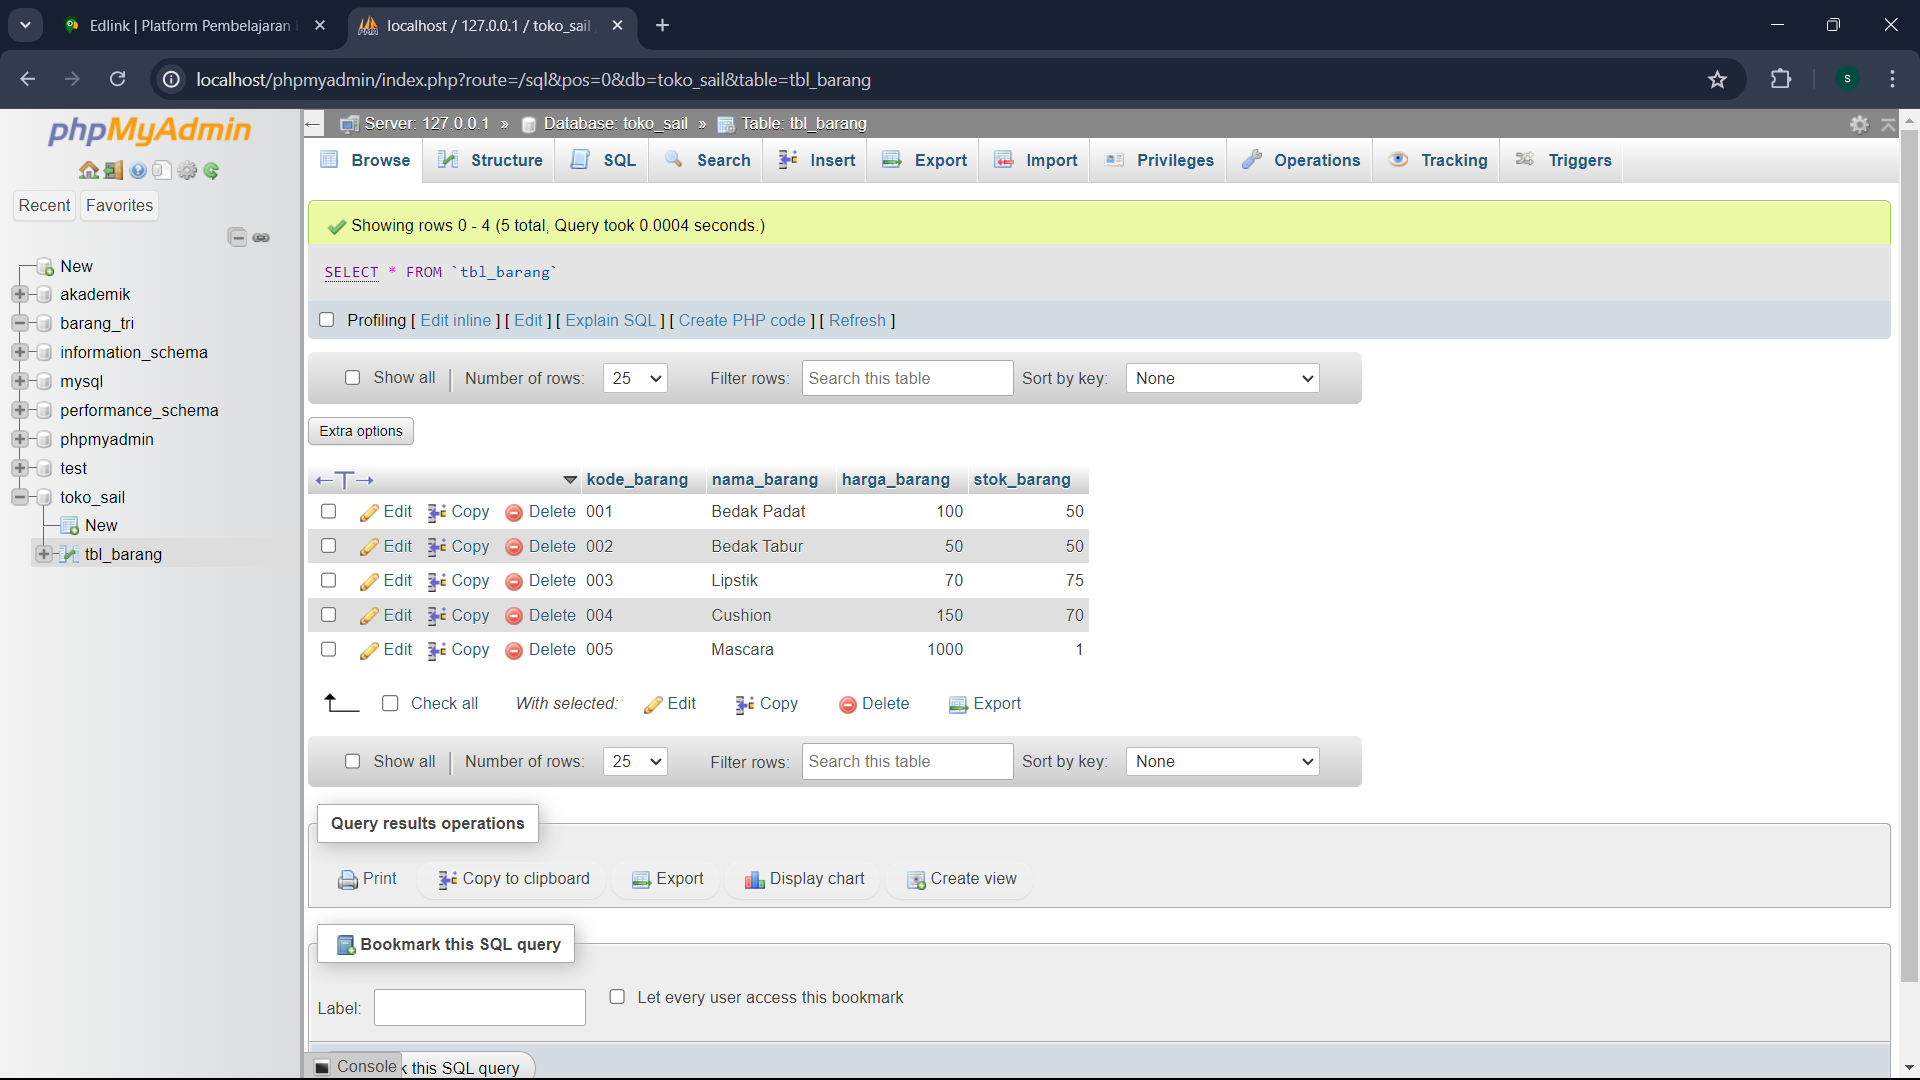 Edlink | Platform Pembelajaran
localhost / 127.0.0.1 / toko_sail
localhost/phpmyadmin/index.php?route=/sql&pos=0&db=toko_sail&table=tbl_barang
S
phpMyAdmin
Recent Favorites
New
akademik
barang_tri
information_schema
mysql
performance_schema
phpmyadmin
test
toko_sail
New
tbl_barang
Server: 127.0.0.1 » Database: toko_sail » Table: tbl_barang
Browse Structure SQL Search Insert Export Import Privileges Operations Tracking Triggers
Showing rows 0 - 4 (5 total, Query took 0.0004 seconds.)
SELECT * FROM `tbl_barang`
Profiling [ Edit inline ] [ Edit ] [ Explain SQL ] [ Create PHP code ] [ Refresh ]
Show all | Number of rows: 25 Filter rows: Search this table Sort by key: None
Extra options
←T→ kode_barang nama_barang harga_barang stok_barang
Edit Copy Delete 001 Bedak Padat 100 50
Edit Copy Delete 002 Bedak Tabur 50 50
Edit Copy Delete 003 Lipstik 70 75
Edit Copy Delete 004 Cushion 150 70
Edit Copy Delete 005 Mascara 1000 1
Check all With selected: Edit Copy Delete Export
Show all | Number of rows: 25 Filter rows: Search this table Sort by key: None
Query results operations
Print Copy to clipboard Export Display chart Create view
Bookmark this SQL query
Label: Let every user access this bookmark
Console k this SQL query